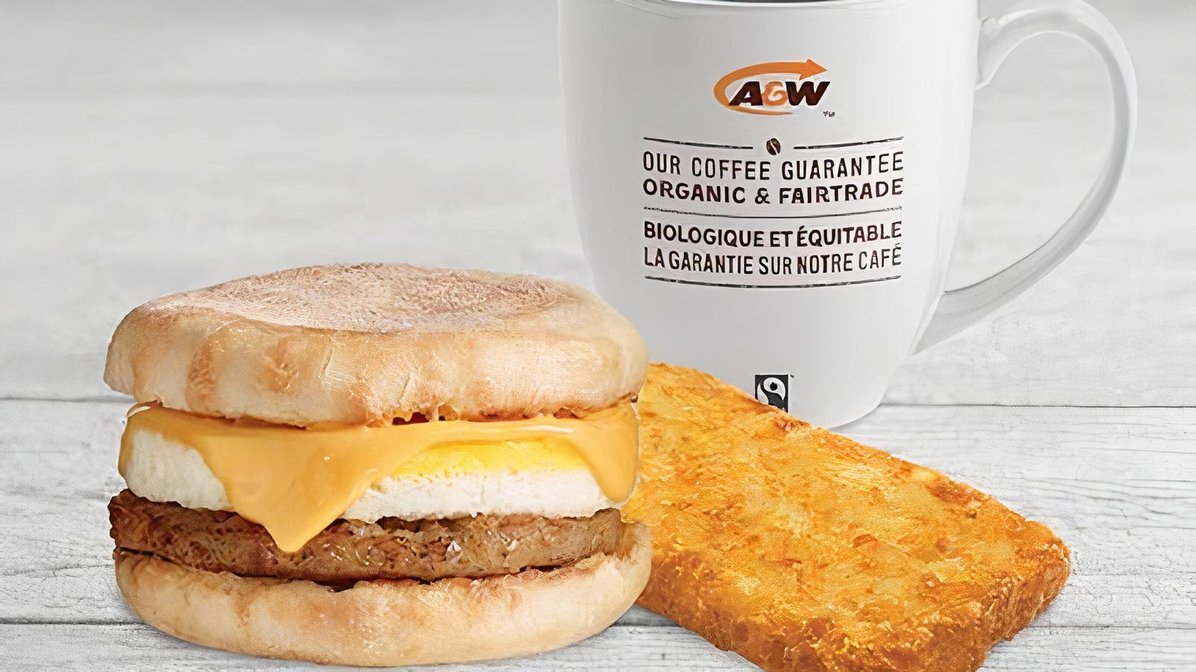 A&W
OUR COFFEE GUARANTEE
ORGANIC & FAIRTRADE
BIOLOGIQUE ET ÉQUITABLE
LA GARANTIE SUR NOTRE CAFÉ